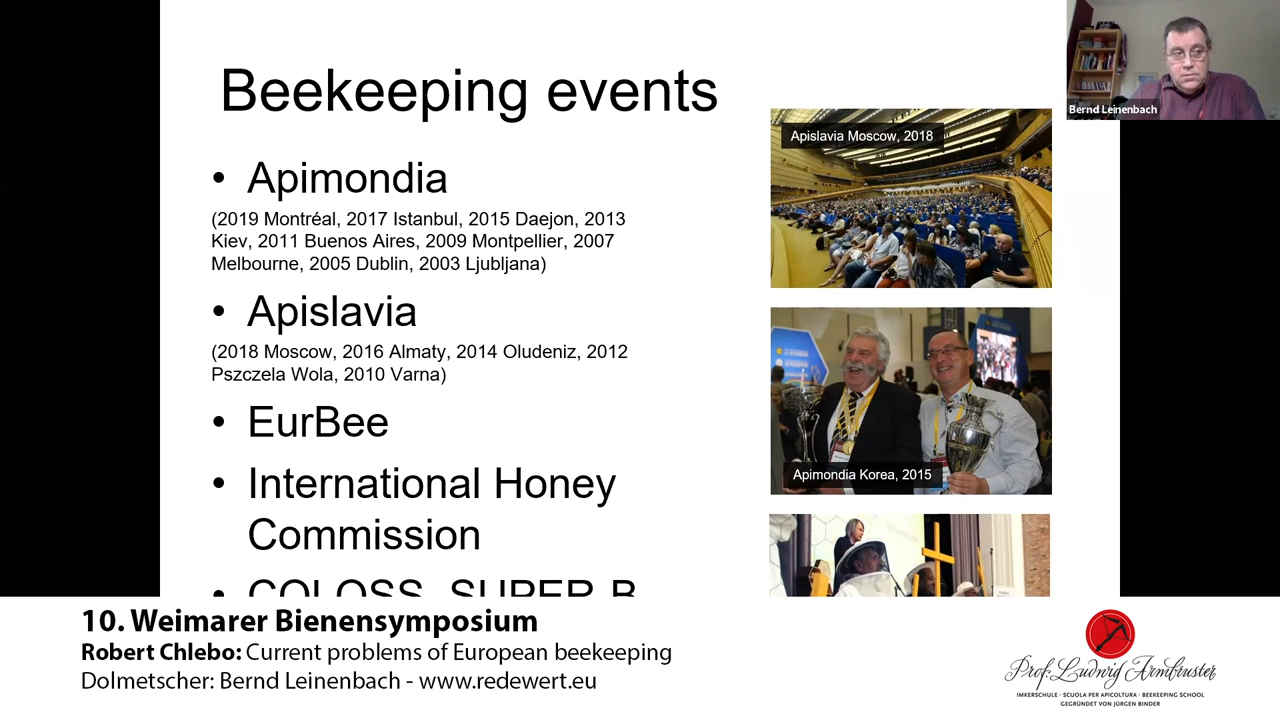 Beekeeping events
• Apimondia
(2019 Montréal, 2017 Istanbul, 2015 Daejon, 2013
Kiev, 2011 Buenos Aires, 2009 Montpellier, 2007
Melbourne, 2005 Dublin, 2003 Ljubljana)
• Apislavia
(2018 Moscow, 2016 Almaty, 2014 Oludeniz, 2012
Pszczela Wola, 2010 Varna)
• EurBee
• International Honey
Commission
• COLOSS, SUPER B
Apislavia Moscow, 2018
Apimondia Korea, 2015
Bernd Leinenbach
10. Weimarer Bienensymposium
Robert Chlebo: Current problems of European beekeeping
Dolmetscher: Bernd Leinenbach - www.redewert.eu
Prof. Ludwig Armbruster
IMKERSCHULE · SCUOLA PER APICOLTURA · BEEKEEPING SCHOOL
GEGRÜNDET VON JÜRGEN BINDER